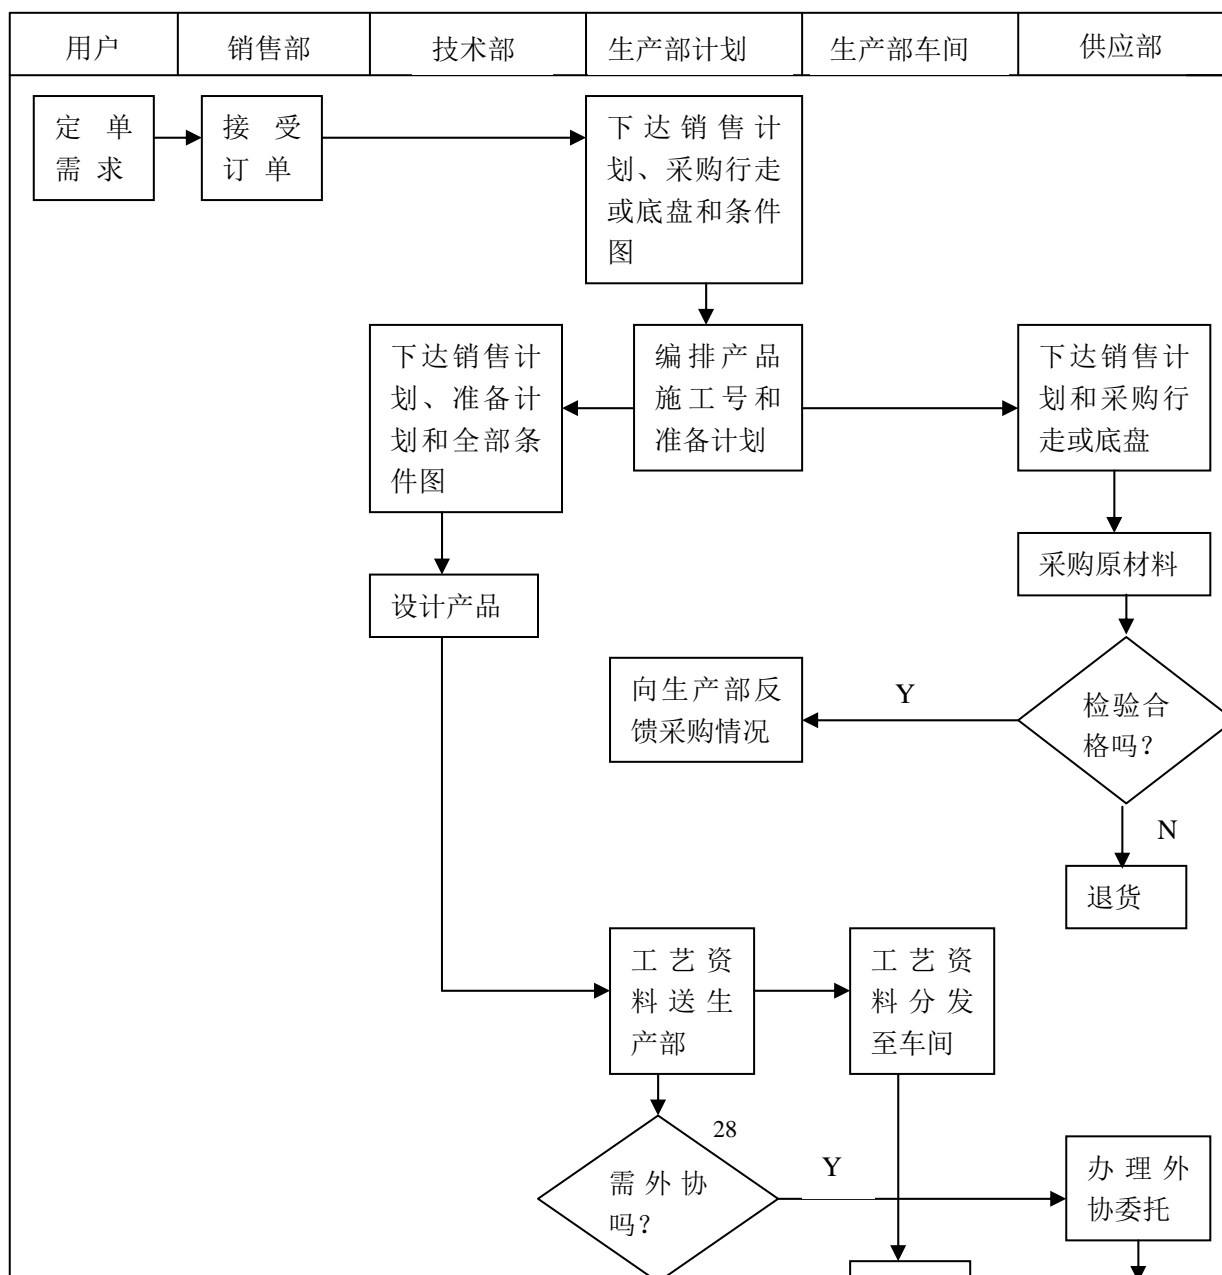 用户
销售部
技术部
生产部计划
生产部车间
供应部
定单
需求
接受
订单
下达销售计
划、采购行走
或底盘和条件
图
下达销售计
划、准备计
划和全部条
件图
编排产品
施工号和
准备计划
下达销售计
划和采购行
走或底盘
采购原材料
设计产品
向生产部反
馈采购情况
Y
检验合
格吗？
N
退货
工艺资
料送生
产部
工艺资
料分发
至车间
28
需外协
吗？
Y
办理外
协委托